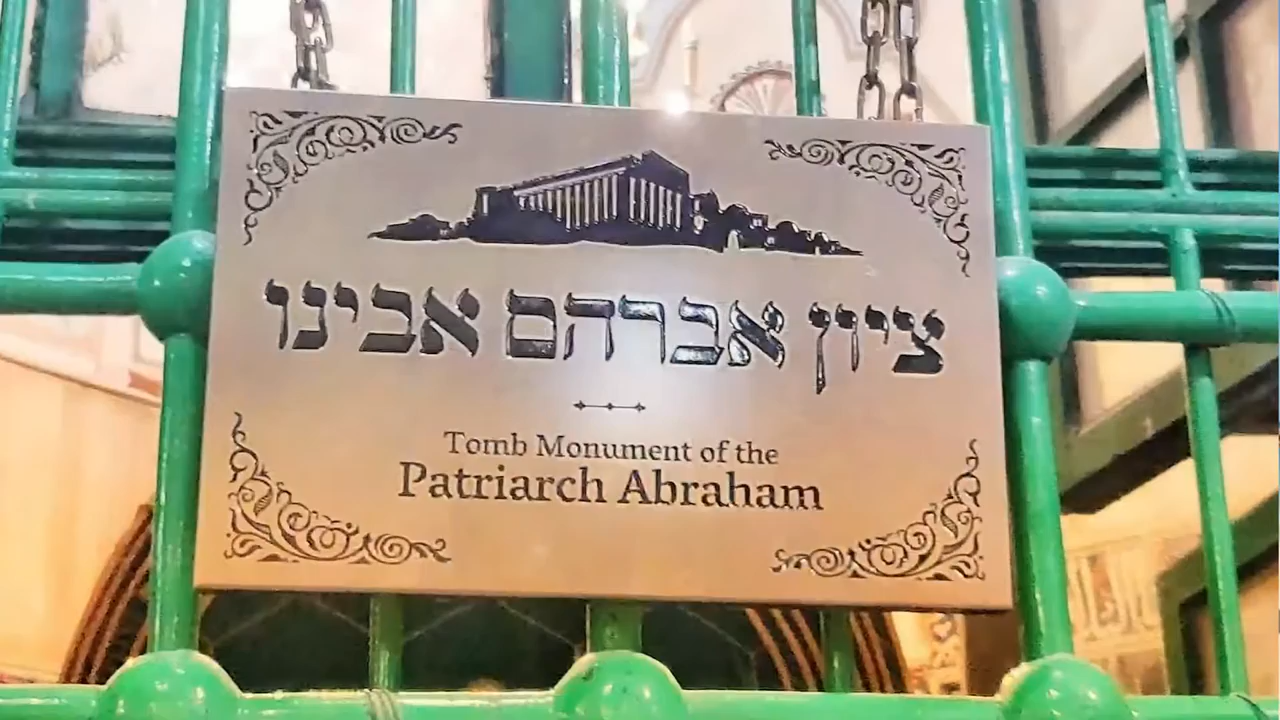 ציון אברהם אבינו
Tomb Monument of the
Patriarch Abraham